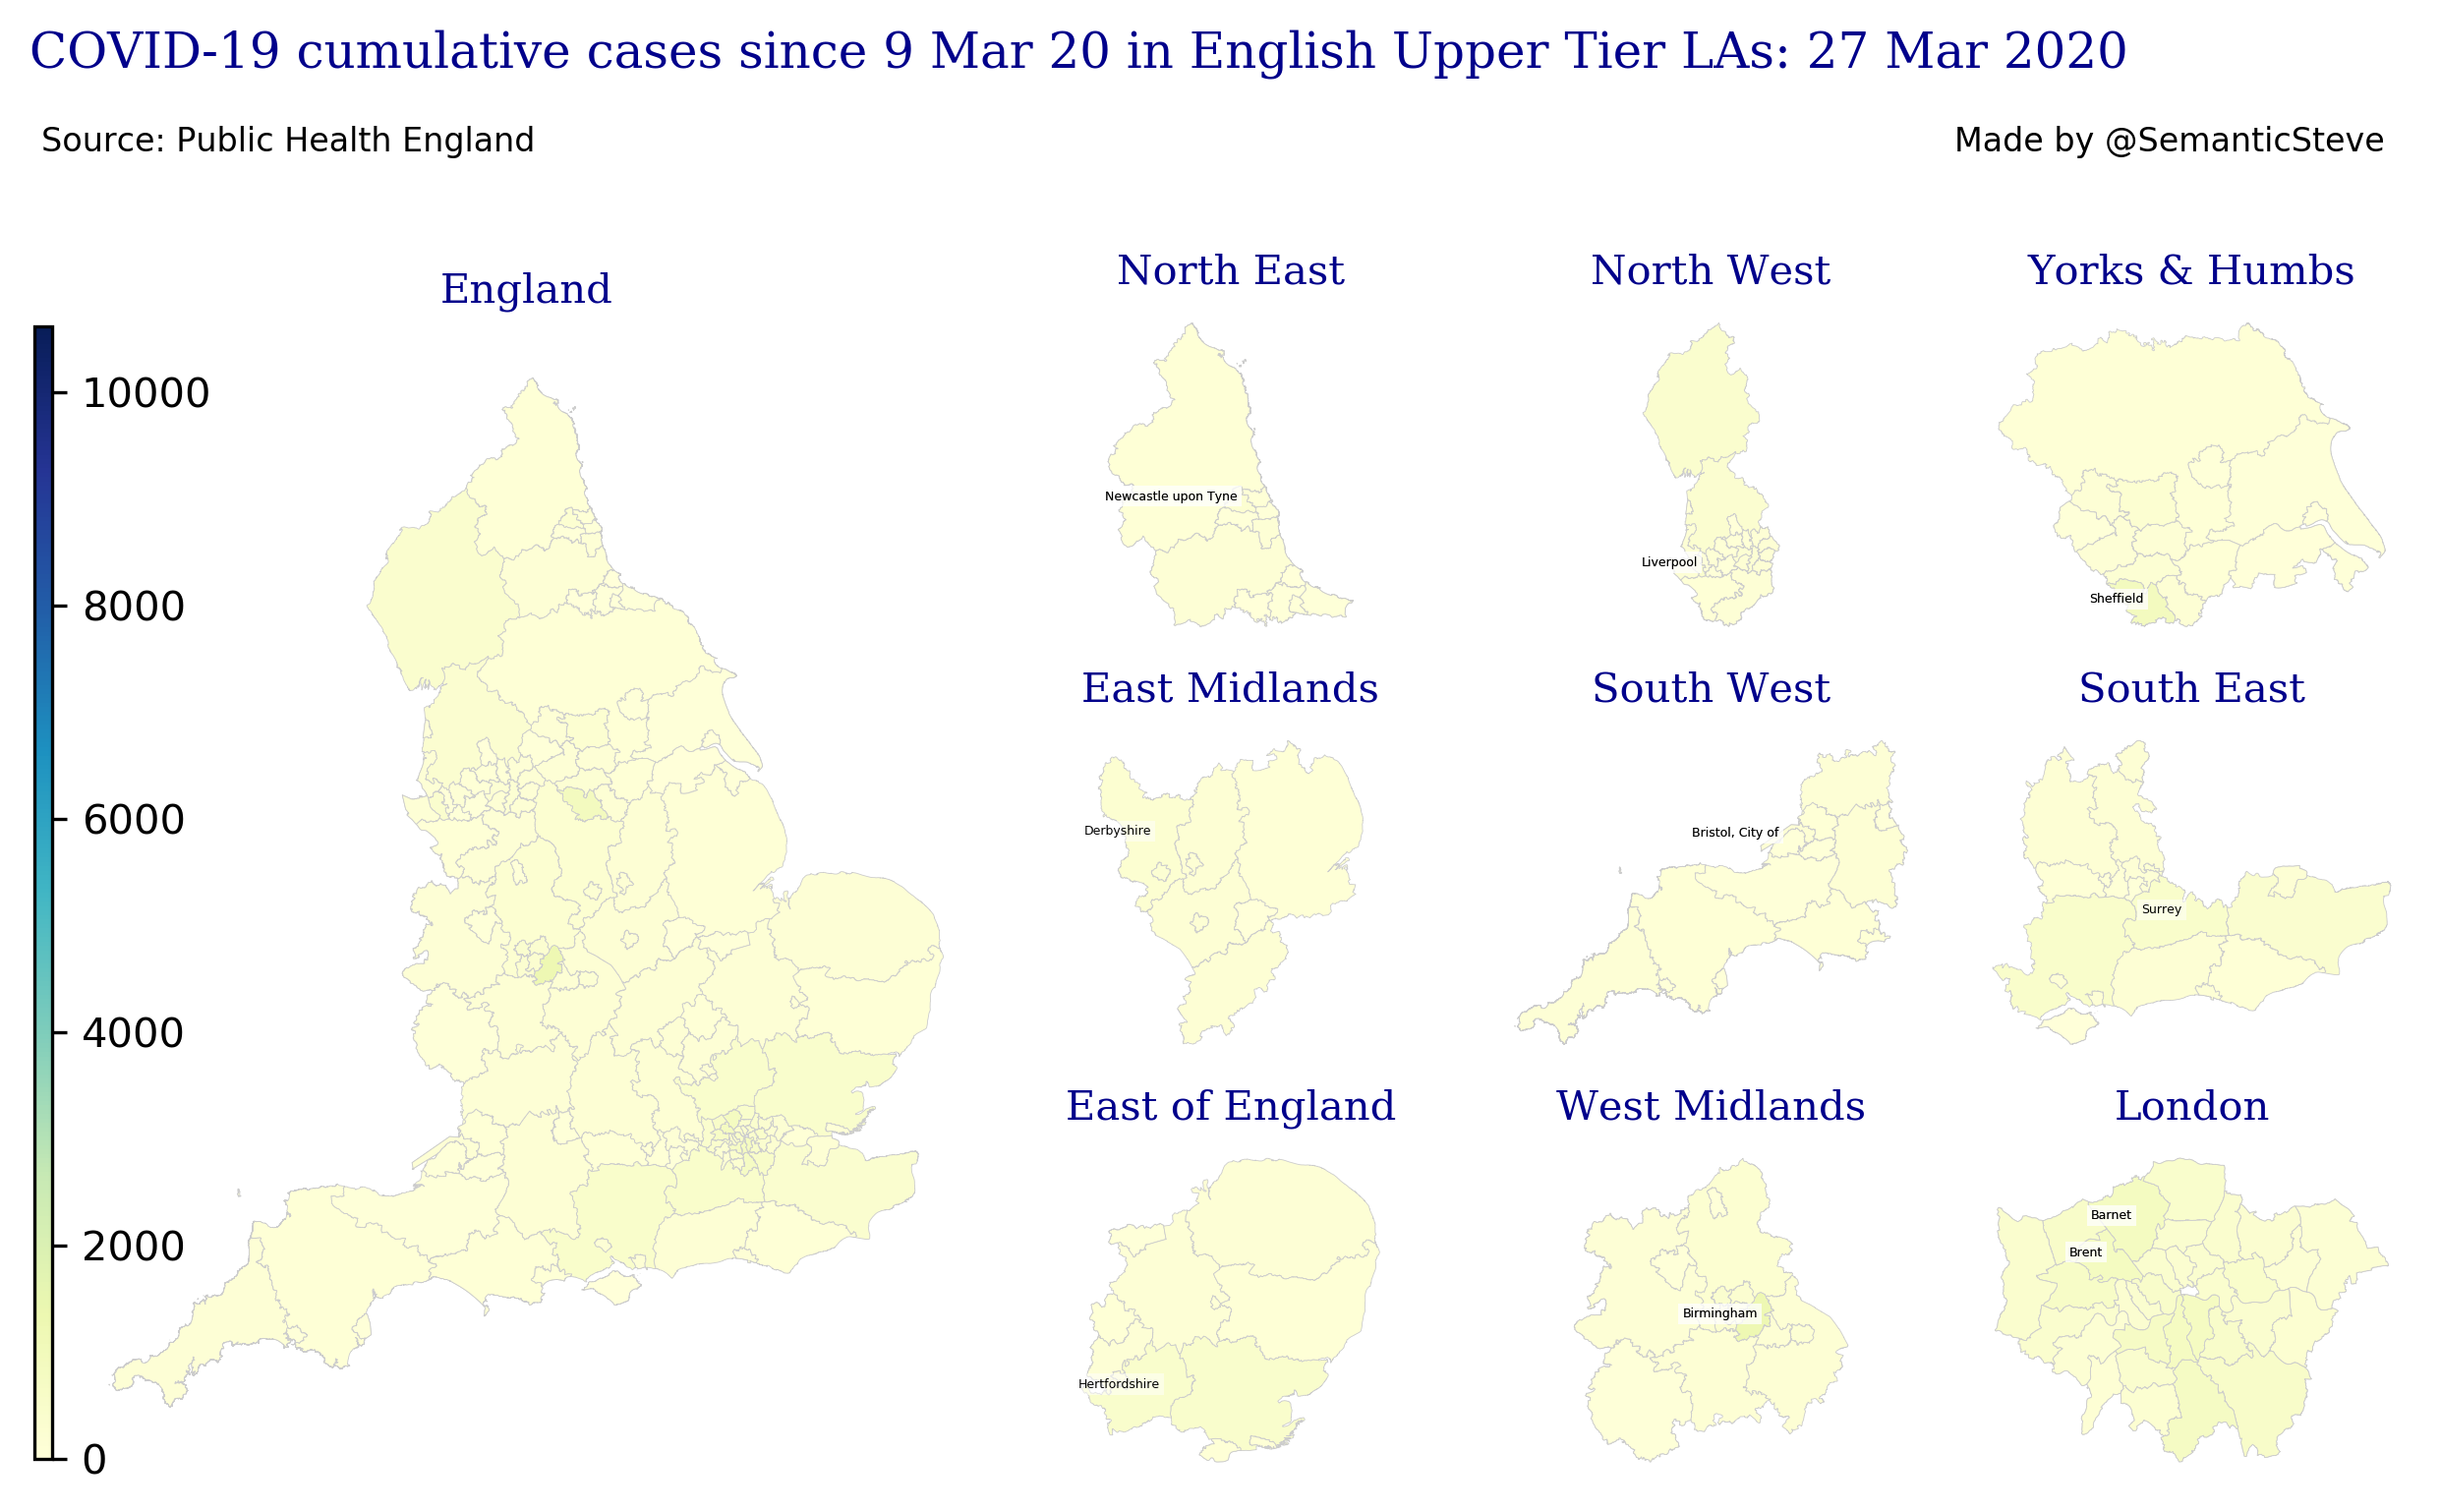 COVID-19 cumulative cases since 9 Mar 20 in English Upper Tier LAs: 27 Mar 2020
Source: Public Health England
Made by @SemanticSteve
England
10000
8000
6000
4000
2000
0
North East
Newcastle upon Tyne
North West
Liverpool
Yorks & Humbs
Sheffield
East Midlands
Derbyshire
South West
Bristol, City of
South East
Surrey
East of England
Hertfordshire
West Midlands
Birmingham
London
Barnet
Brent